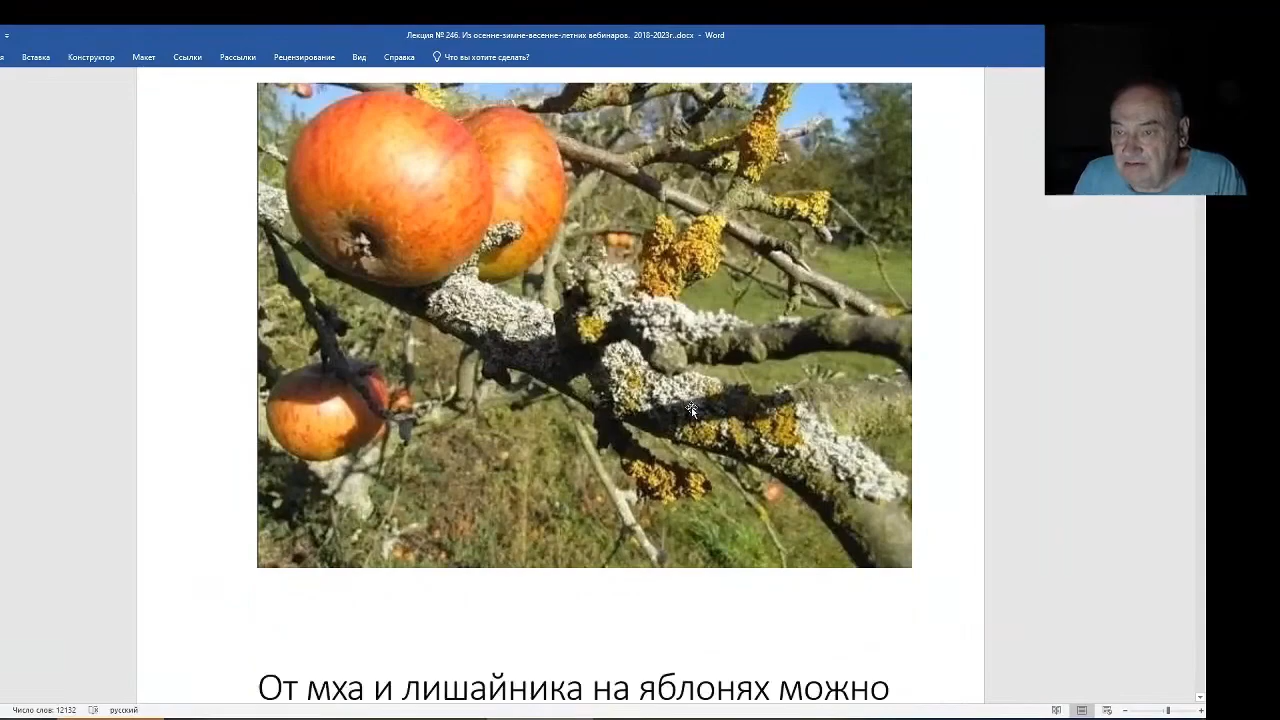 Лекция № 246. Из осенне-зимне-весенне-летних вебинаров. 2018-2023г..docx - Word
я Вставка Конструктор Макет Ссылки Рассылки Рецензирование Вид Справка Что вы хотите сделать?
От мха и лишайника на яблонях можно
Число слов: 12132 русский